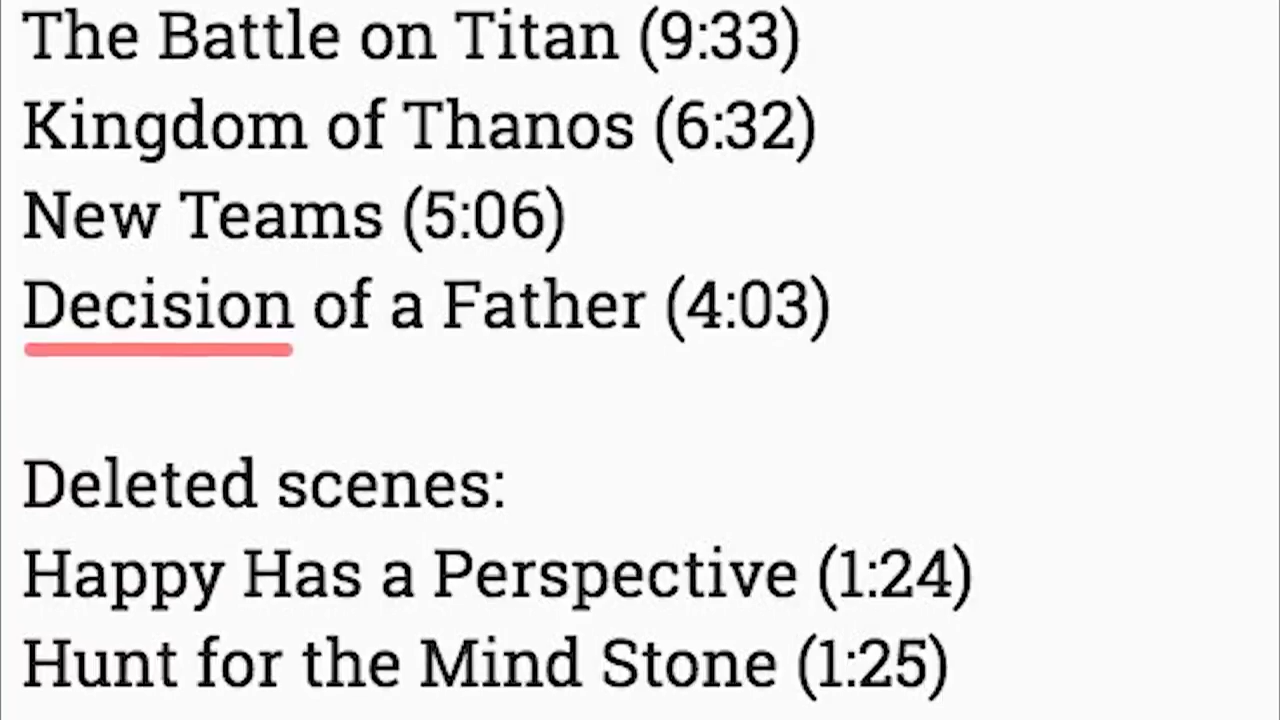 The Battle on Titan (9:33)
Kingdom of Thanos (6:32)
New Teams (5:06)
Decision of a Father (4:03)
Deleted scenes:
Happy Has a Perspective (1:24)
Hunt for the Mind Stone (1:25)